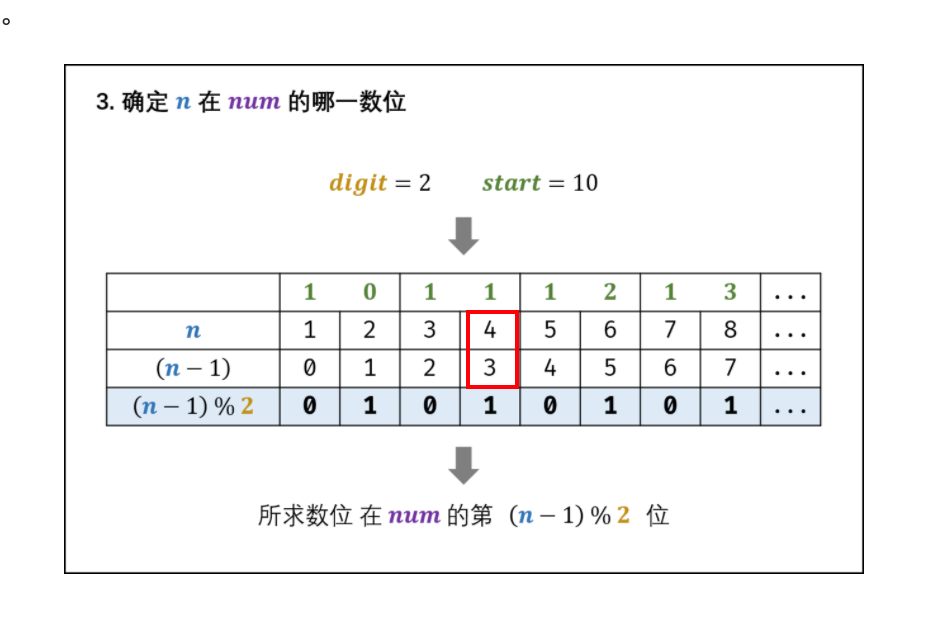 。
3. 确定 n 在 num 的哪一数位
digit = 2 start = 10
1 0 1 1 1 2 1 3 ...
n 1 2 3 4 5 6 7 8 ...
(n − 1) 0 1 2 3 4 5 6 7 ...
(n − 1) % 2 0 1 0 1 0 1 0 1 ...
所求数位 在 num 的第 (n − 1) % 2 位